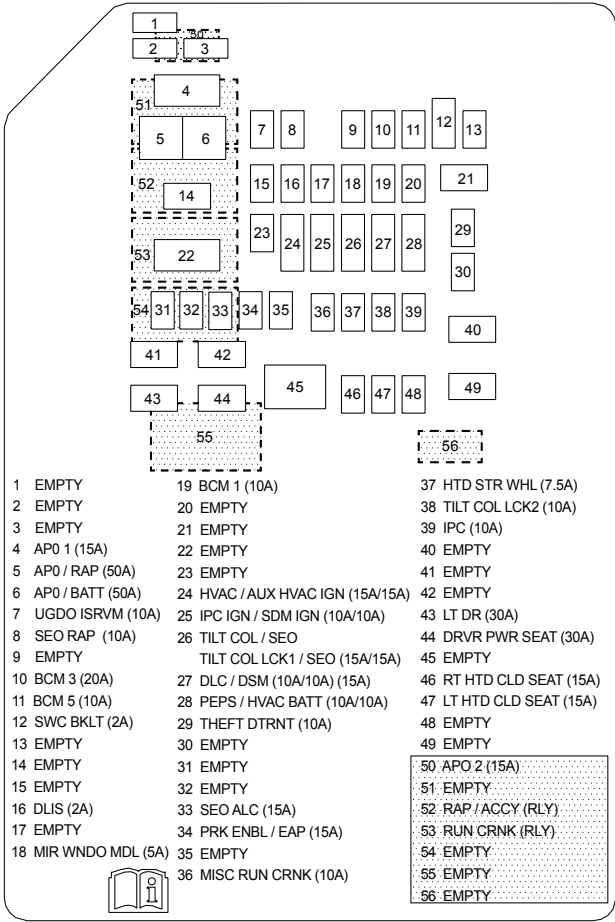 1
50
2 3
4
51
5 6
7 8 9 10 11 12 13
52
14
15 16 17 18 19 20 21
53 22
23 24 25 26 27 28
29
30
54 31 32 33 34 35 36 37 38 39
40
41 42
43 44 45 46 47 48 49
55
56
1 EMPTY
2 EMPTY
3 EMPTY
4 AP0 1 (15A)
5 AP0 / RAP (50A)
6 AP0 / BATT (50A)
7 UGDO ISRVM (10A)
8 SEO RAP (10A)
9 EMPTY
10 BCM 3 (20A)
11 BCM 5 (10A)
12 SWC BKLT (2A)
13 EMPTY
14 EMPTY
15 EMPTY
16 DLIS (2A)
17 EMPTY
18 MIR WNDO MDL (5A)
19 BCM 1 (10A)
20 EMPTY
21 EMPTY
22 EMPTY
23 EMPTY
24 HVAC / AUX HVAC IGN (15A/15A)
25 IPC IGN / SDM IGN (10A/10A)
26 TILT COL / SEO
TILT COL LCK1 / SEO (15A/15A)
27 DLC / DSM (10A/10A) (15A)
28 PEPS / HVAC BATT (10A/10A)
29 THEFT DTRNT (10A)
30 EMPTY
31 EMPTY
32 EMPTY
33 SEO ALC (15A)
34 PRK ENBL / EAP (15A)
35 EMPTY
36 MISC RUN CRNK (10A)
37 HTD STR WHL (7.5A)
38 TILT COL LCK2 (10A)
39 IPC (10A)
40 EMPTY
41 EMPTY
42 EMPTY
43 LT DR (30A)
44 DRVR PWR SEAT (30A)
45 EMPTY
46 RT HTD CLD SEAT (15A)
47 LT HTD CLD SEAT (15A)
48 EMPTY
49 EMPTY
50 APO 2 (15A)
51 EMPTY
52 RAP / ACCY (RLY)
53 RUN CRNK (RLY)
54 EMPTY
55 EMPTY
56 EMPTY
i